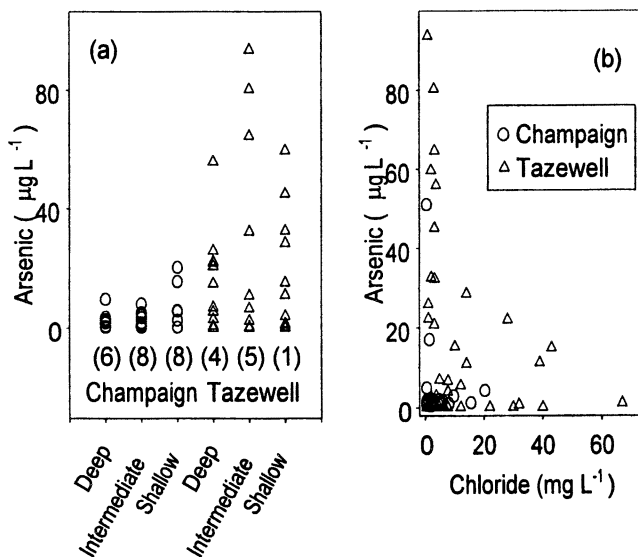 (a)
80
40
0
Arsenic ( µg L⁻¹)
(6) (8) (8) (4) (5) (1)
Champaign Tazewell
Deep
Intermediate
Shallow
Deep
Intermediate
Shallow
(b)
Champaign
Tazewell
80
60
40
20
0
Arsenic ( µg L⁻¹)
0 20 40 60
Chloride (mg L⁻¹)